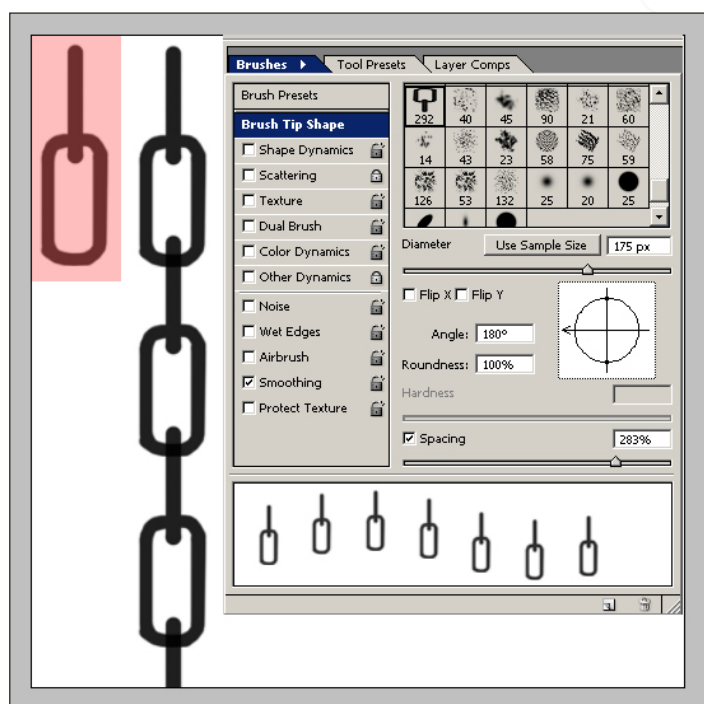 Brushes Tool Presets Layer Comps
Brush Presets
Brush Tip Shape
Shape Dynamics
Scattering
Texture
Dual Brush
Color Dynamics
Other Dynamics
Noise
Wet Edges
Airbrush
Smoothing
Protect Texture
292 40 45 90 21 60
14 43 23 58 75 59
126 53 132 25 20 25
Diameter Use Sample Size 175 px
Flip X Flip Y
Angle: 180º
Roundness: 100%
Hardness
Spacing 283%